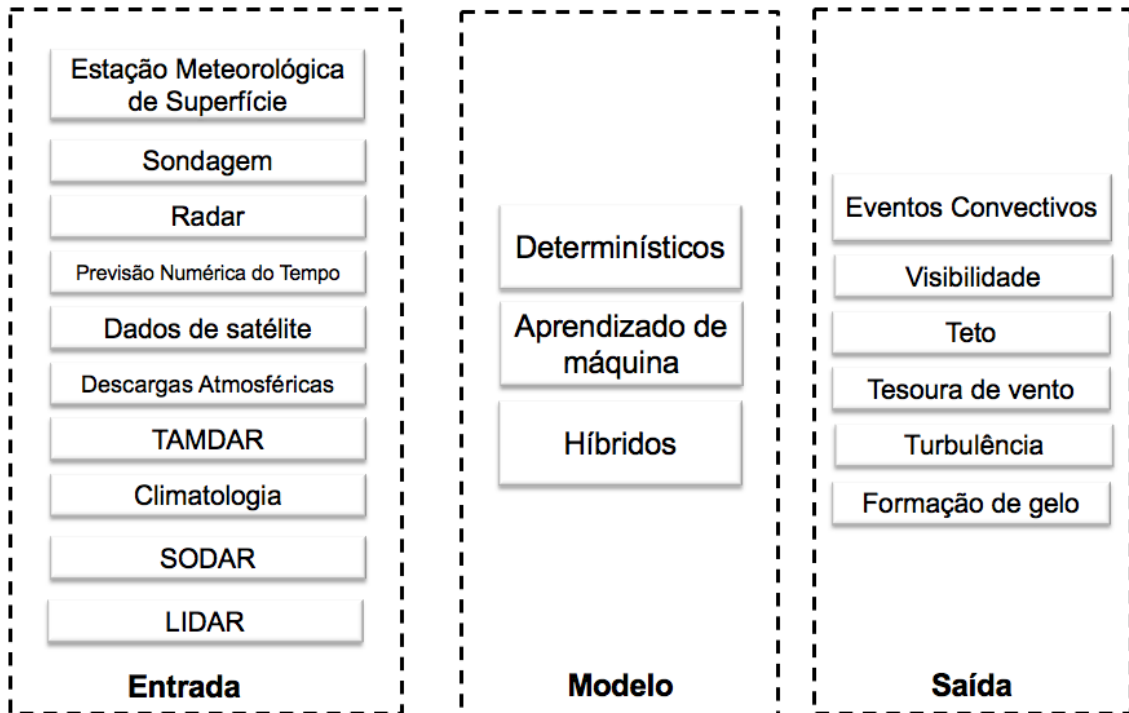 Estação Meteorológica
de Superfície
Sondagem
Radar
Previsão Numérica do Tempo
Dados de satélite
Descargas Atmosféricas
TAMDAR
Climatologia
SODAR
LIDAR
Entrada
Determinísticos
Aprendizado de
máquina
Híbridos
Modelo
Eventos Convectivos
Visibilidade
Teto
Tesoura de vento
Turbulência
Formação de gelo
Saída